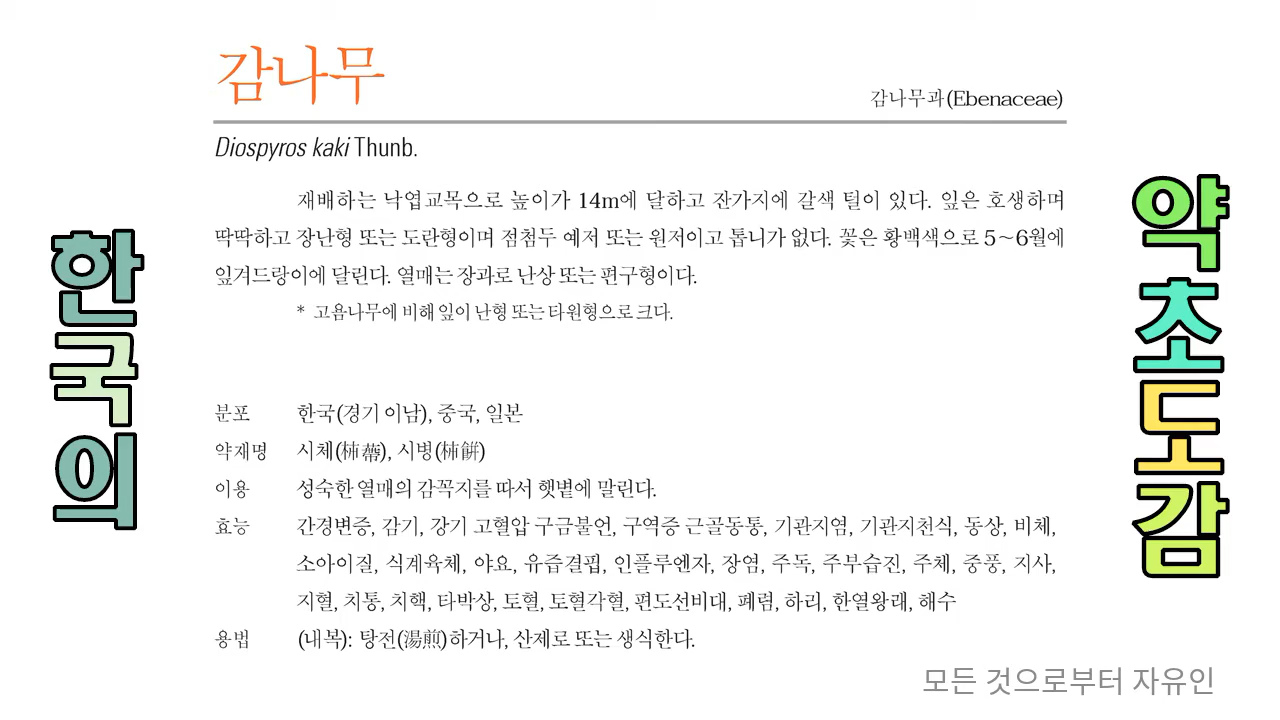 감나무
감나무과(Ebenaceae)
Diospyros kaki Thunb.
재배하는 낙엽교목으로 높이가 14m에 달하고 잔가지에 갈색 털이 있다. 잎은 호생하며
딱딱하고 장난형 또는 도란형이며 점첨두 예저 또는 원저이고 톱니가 없다. 꽃은 황백색으로 5~6월에
잎겨드랑이에 달린다. 열매는 장과로 난상 또는 편구형이다.
* 고욤나무에 비해 잎이 난형 또는 타원형으로 크다.
분포 한국(경기 이남), 중국, 일본
약재명 시체(柿蔕), 시병(柿餠)
이용 성숙한 열매의 감꼭지를 따서 햇볕에 말린다.
효능 간경변증, 감기, 강기 고혈압 구금불언, 구역증 근골동통, 기관지염, 기관지천식, 동상, 비체,
소아이질, 식계육체, 야요, 유즙결핍, 인플루엔자, 장염, 주독, 주부습진, 주체, 중풍, 지사,
지혈, 치통, 치핵, 타박상, 토혈, 토혈각혈, 편도선비대, 폐렴, 하리, 한열왕래, 해수
용법 (내복): 탕전(湯煎)하거나, 산제로 또는 생식한다.
한국의
약초도감
모든 것으로부터 자유인